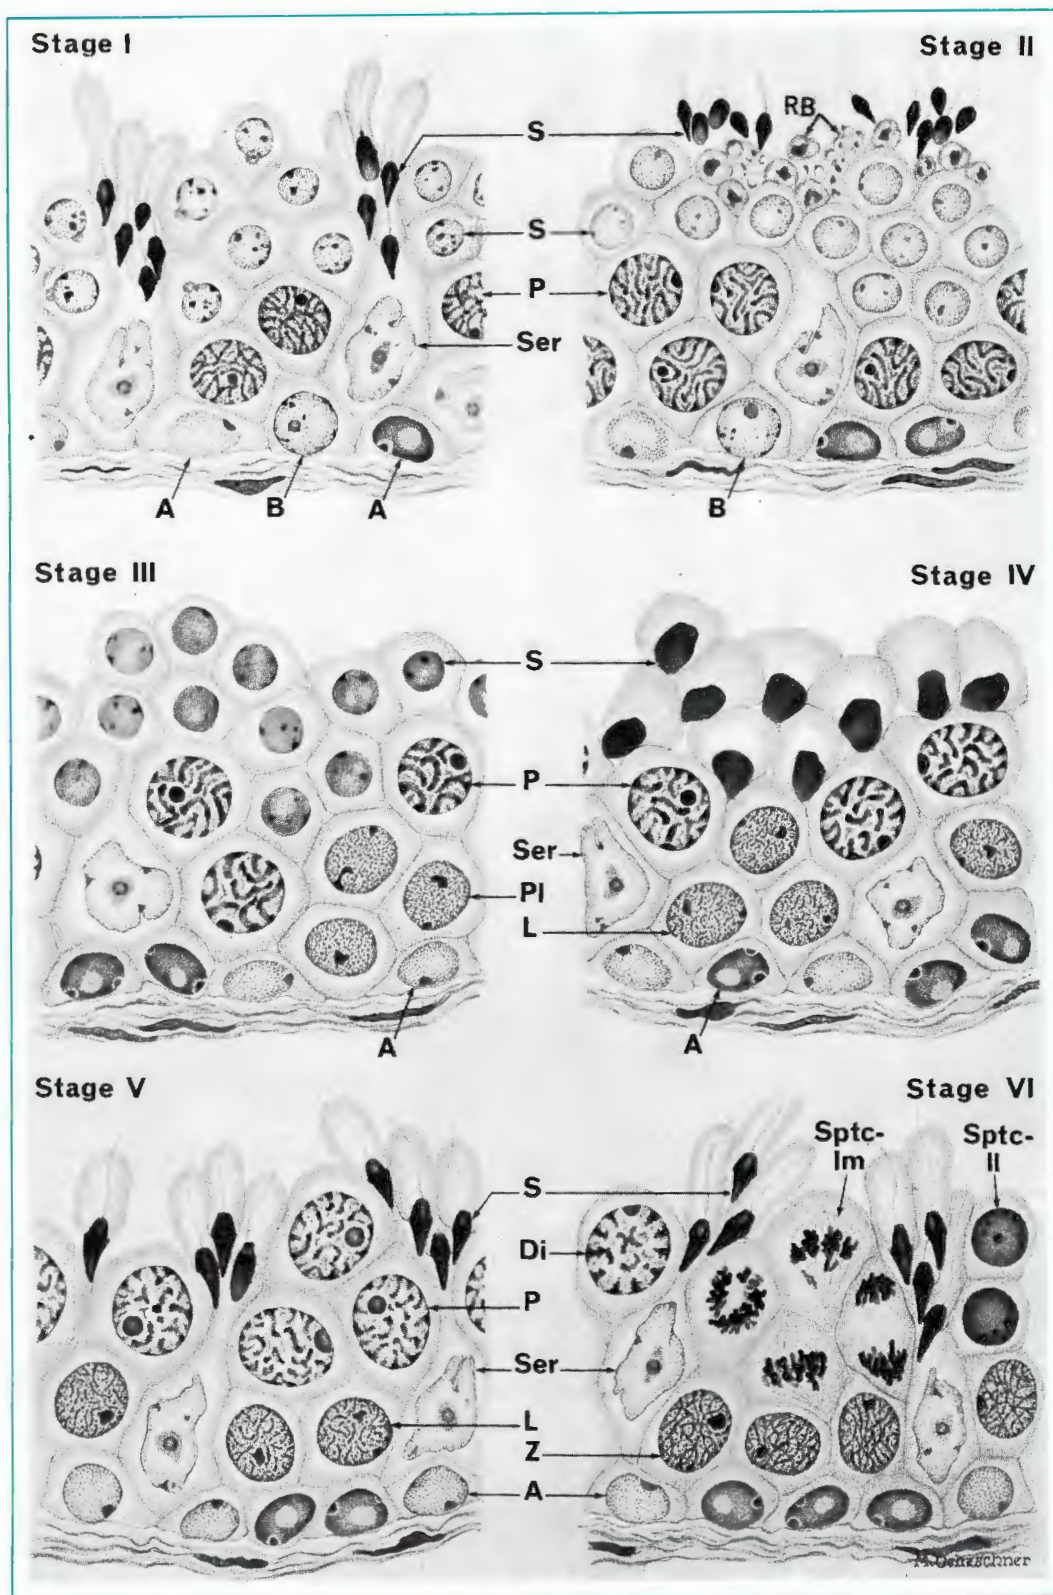 Stage I
Stage II
S
RB
S
P
Ser
A
B
A
B
Stage III
Stage IV
S
P
Ser
Pl
L
A
A
Stage V
Stage VI
Sptc-
Im
Sptc-
II
S
Di
P
Ser
L
Z
A